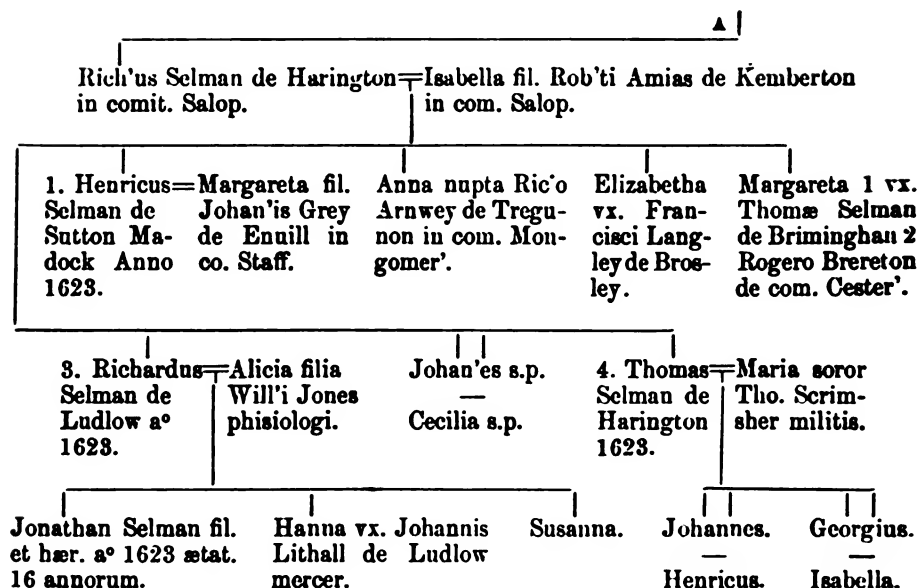 A
Rich'us Selman de Harington=Isabella fil. Rob'ti Amias de Kemberton
in comit. Salop. in com. Salop.
1. Henricus=Margareta fil. Anna nupta Ric'o Elizabetha Margareta 1 vx.
Selman de Johan'is Grey Arnwey de Tregu- vx. Fran- Thomæ Selman
Sutton Ma- de Enuill in non in com. Mon- cisci Lang- de Brimingham 2
dock Anno co. Staff. gomer'. ley de Bros- Rogero Brereton
1623. ley. de com. Cester'.
3. Richardus=Alicia filia Johan'es s.p. 4. Thomas=Maria soror
Selman de Will'i Jones — Selman de Tho. Scrim-
Ludlow aº phisiologi. Cecilia s.p. Harington sher militis.
1623. 1623.
Jonathan Selman fil. Hanna vx. Johannis Susanna. Johannes. Georgius.
et hær. aº 1623 ætat. Lithall de Ludlow — —
16 annorum. mercer. Henricus. Isabella.